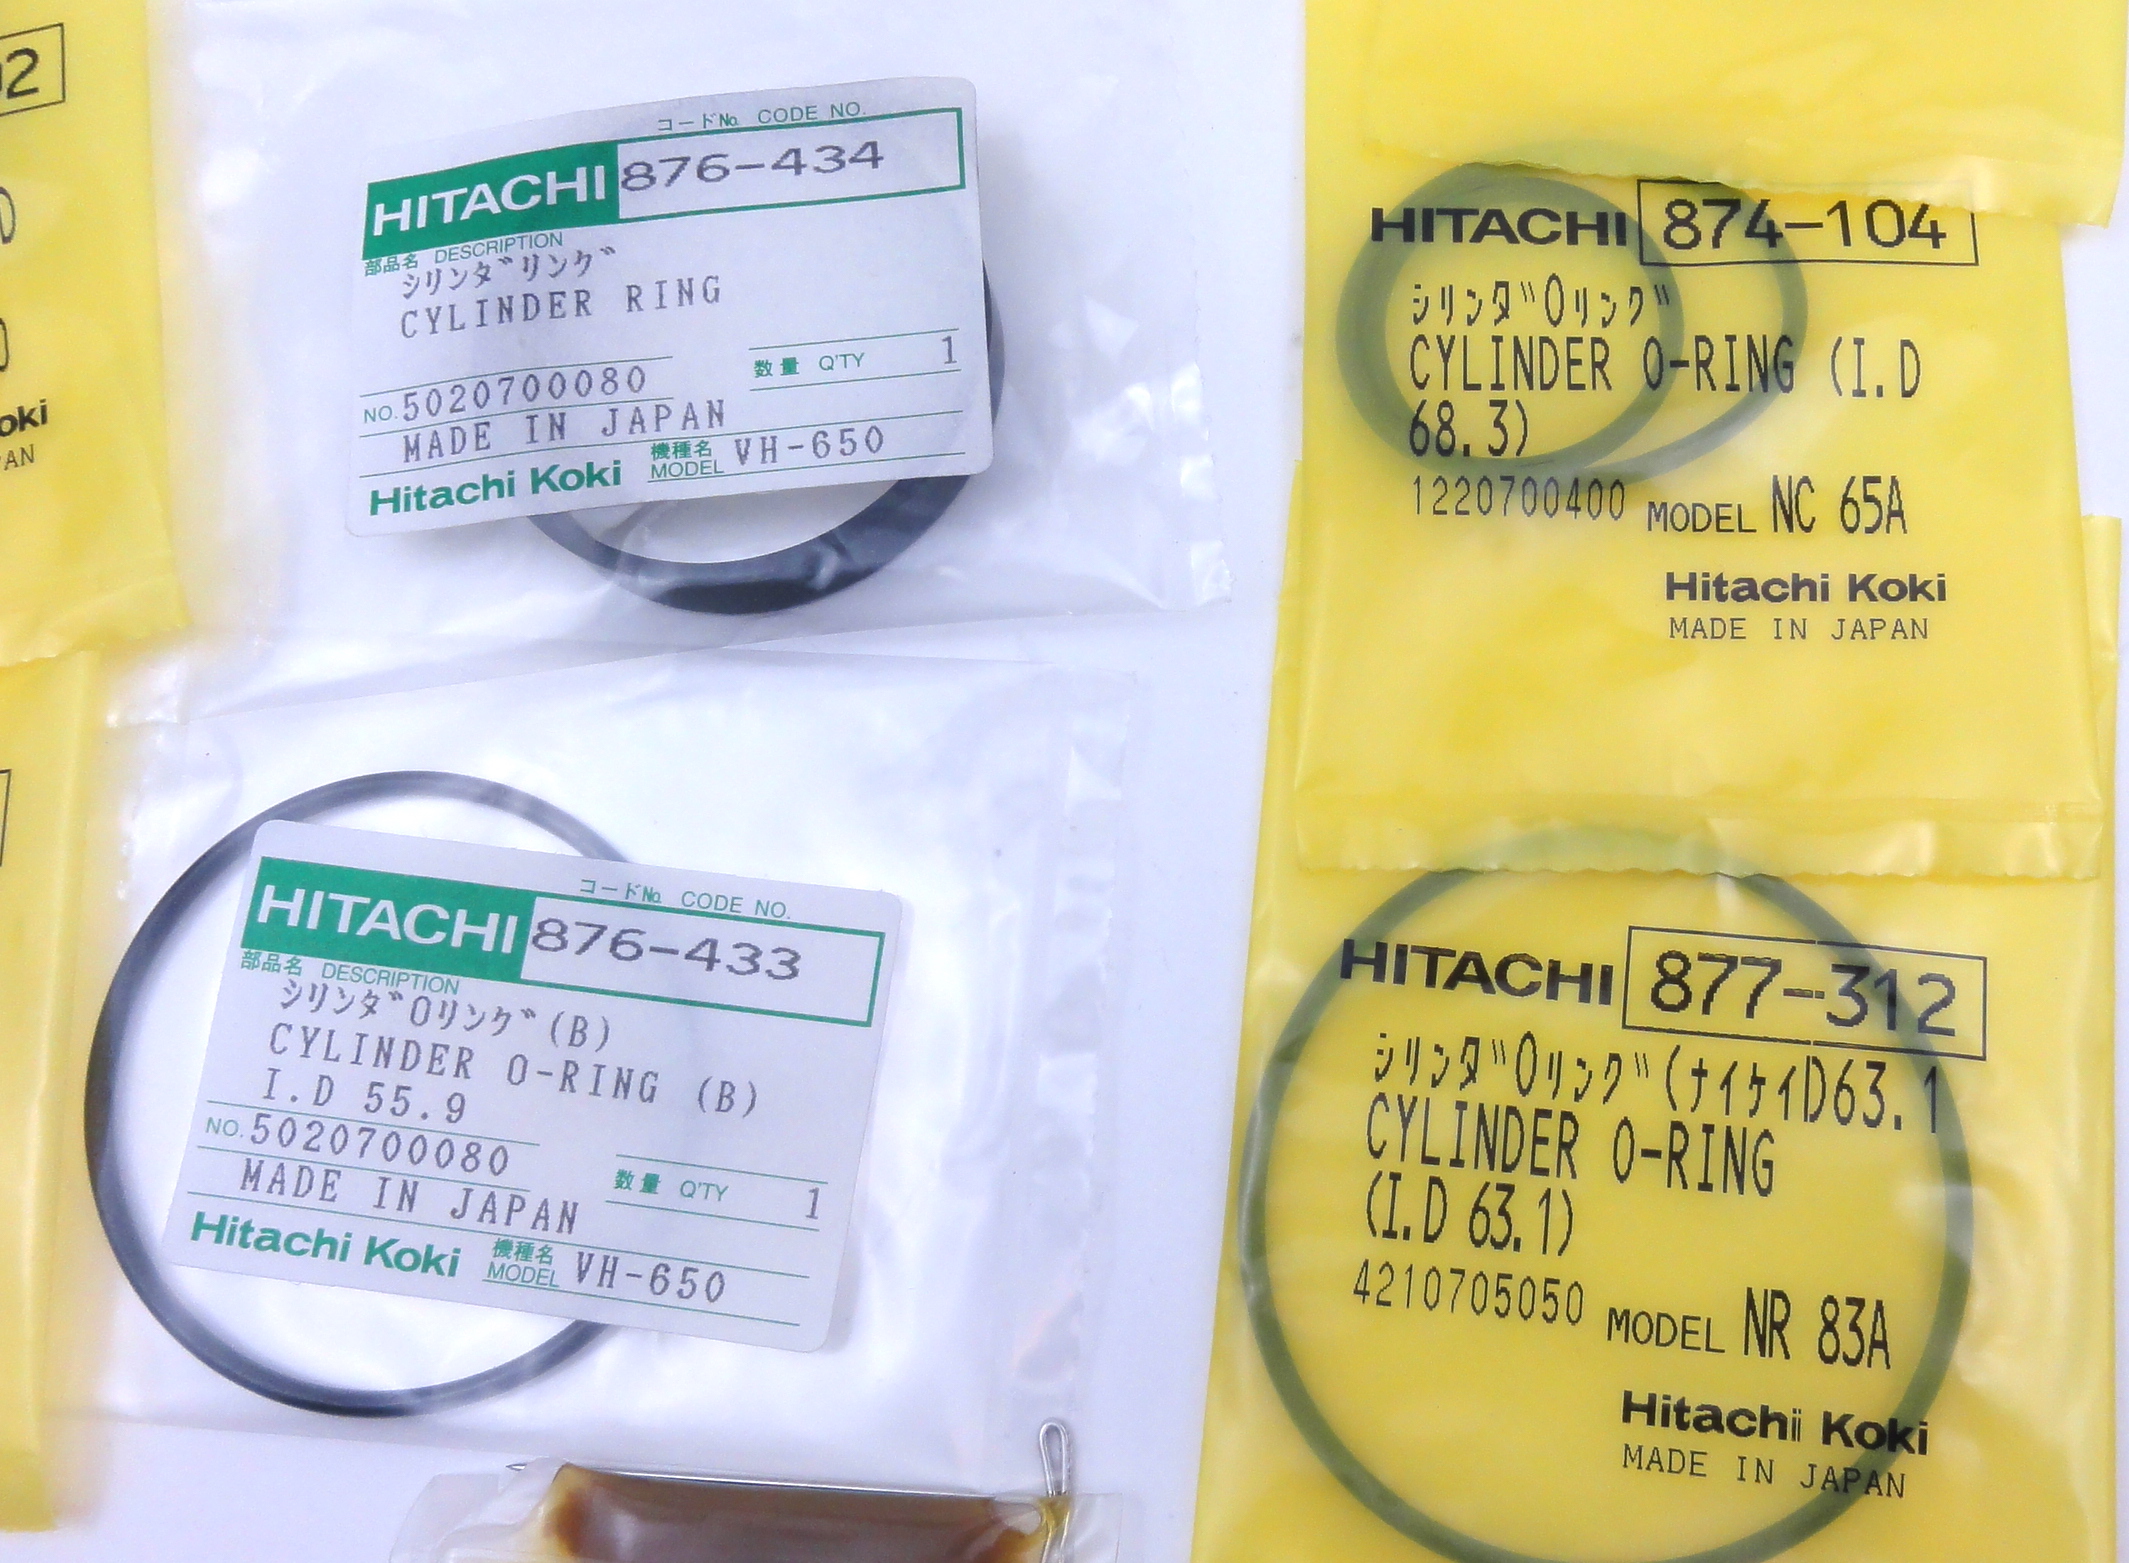 コードNo. CODE NO.
HITACHI 876-434
部品名 DESCRIPTION
シリンダ゛リンク゛
CYLINDER RING
NO. 5020700080
数量 Q'TY 1
MADE IN JAPAN
Hitachi Koki 機種名 MODEL VH-650
コードNo. CODE NO.
HITACHI 876-433
部品名 DESCRIPTION
シリンダ゛Oリンク゛(B)
CYLINDER O-RING (B)
I.D 55.9
NO. 5020700080
数量 Q'TY 1
MADE IN JAPAN
Hitachi Koki 機種名 MODEL VH-650
HITACHI 874-104
シリンダ゛Oリンク゛
CYLINDER O-RING (I.D
68.3)
1220700400 MODEL NC 65A
Hitachi Koki
MADE IN JAPAN
HITACHI 877-312
シリンダ゛Oリンク゛(ナイケイD63.1
CYLINDER O-RING
(I.D 63.1)
4210705050 MODEL NR 83A
Hitachii Koki
MADE IN JAPAN